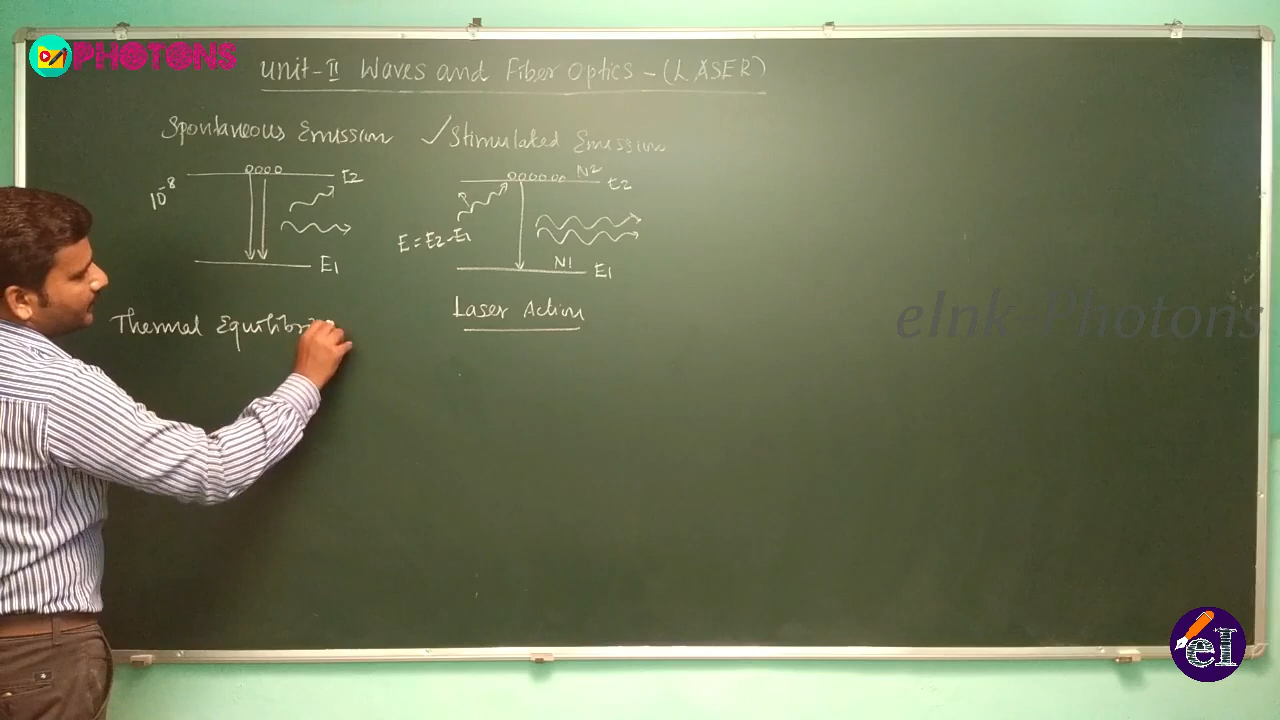 PHOTONS
Unit-II Waves and Fiber Optics - (LASER)
Spontaneous Emission ✓ Stimulated Emission
N2
E2
E2
10⁻⁸
E = E2 - E1
N1
E1
E1
Laser Action
Thermal Equilibri
eInk-Photons
eI